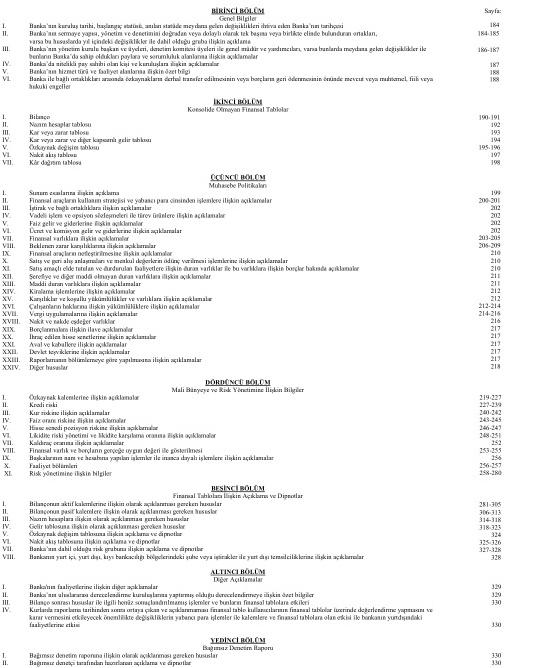 BİRİNCİ BÖLÜM Sayfa:
Genel Bilgiler
I. Banka'nın kuruluş tarihi, başlangıç statüsü, anılan statüde meydana gelen değişiklikleri ihtiva eden Banka'nın tarihçesi 184
II. Banka'nın sermaye yapısı, yönetim ve denetimini doğrudan veya dolaylı olarak tek başına veya birlikte elinde bulunduran ortakları, 184-185
varsa bu hususlarda yıl içindeki değişiklikler ile dahil olduğu grubu ilişkin açıklama
III. Banka'nın yönetim kurulu başkan ve üyeleri, denetim komitesi üyeleri ile genel müdür ve yardımcıları, varsa bunlarda meydana gelen değişiklikler ile 186-187
bunların Banka'da sahip oldukları paylara ve sorumluluk alanlarına ilişkin açıklamalar
IV. Banka'da nitelikli pay sahibi olan kişi ve kuruluşlara ilişkin açıklamalar 187
V. Banka'nın hizmet türü ve faaliyet alanlarına ilişkin özet bilgi 188
VI. Banka ile bağlı ortaklıkları arasında özkaynakların derhal transfer edilmesinin veya borçların geri ödenmesinin önünde mevcut veya muhtemel, fiili veya 188
hukuki engeller
İKİNCİ BÖLÜM
Konsolide Olmayan Finansal Tablolar
I. Bilanço 190-191
II. Nazım hesaplar tablosu 192
III. Kar veya zarar tablosu 193
IV. Kar veya zarar ve diğer kapsamlı gelir tablosu 194
V. Özkaynak değişim tablosu 195-196
VI. Nakit akış tablosu 197
VII. Kâr dağıtım tablosu 198
ÜÇÜNCÜ BÖLÜM
Muhasebe Politikaları
I. Sunum esaslarına ilişkin açıklama 199
II. Finansal araçların kullanım stratejisi ve yabancı para cinsinden işlemlere ilişkin açıklamalar 200-201
III. İştirak ve bağlı ortaklıklara ilişkin açıklamalar 202
IV. Vadeli işlem ve opsiyon sözleşmeleri ile türev ürünlere ilişkin açıklamalar 202
V. Faiz gelir ve giderlerine ilişkin açıklamalar 202
VI. Ücret ve komisyon gelir ve giderlerine ilişkin açıklamalar 202
VII. Finansal varlıklara ilişkin açıklamalar 203-205
VIII. Beklenen zarar karşılıklarına ilişkin açıklamalar 206-209
IX. Finansal araçların netleştirilmesine ilişkin açıklamalar 210
X. Satış ve geri alış anlaşmaları ve menkul değerlerin ödünç verilmesi işlemlerine ilişkin açıklamalar 210
XI. Satış amaçlı elde tutulan ve durdurulan faaliyetlere ilişkin duran varlıklar ile bu varlıklara ilişkin borçlar hakında açıklamalar 210
XII. Şerefiye ve diğer maddi olmayan duran varlıklara ilişkin açıklamalar 211
XIII. Maddi duran varlıklara ilişkin açıklamalar 211
XIV. Kiralama işlemlerine ilişkin açıklamalar 212
XV. Karşılıklar ve koşullu yükümlülükler ve varlıklara ilişkin açıklamalar 212
XVI. Çalışanların haklarına ilişkin yükümlülüklere ilişkin açıklamalar 212-214
XVII. Vergi uygulamalarına ilişkin açıklamalar 214-216
XVIII. Nakit ve nakde eşdeğer varlıklar 216
XIX. Borçlanmalara ilişkin ilave açıklamalar 217
XX. İhraç edilen hisse senetlerine ilişkin açıklamalar 217
XXI. Aval ve kabullere ilişkin açıklamalar 217
XXII. Devlet teşviklerine ilişkin açıklamalar 217
XXIII. Raporlamanın bölümlemeye göre yapılmasına ilişkin açıklamalar 217
XXIV. Diğer hususlar 218
DÖRDÜNCÜ BÖLÜM
Mali Bünyeye ve Risk Yönetimine İlişkin Bilgiler
I. Özkaynak kalemlerine ilişkin açıklamalar 219-227
II. Kredi riski 227-239
III. Kur riskine ilişkin açıklamalar 240-242
IV. Faiz oranı riskine ilişkin açıklamalar 243-245
V. Hisse senedi pozisyon riskine ilişkin açıklamalar 246-247
VI. Likidite riski yönetimi ve likidite karşılama oranına ilişkin açıklamalar 248-251
VII. Kaldıraç oranına ilişkin açıklamalar 252
VIII. Finansal varlık ve borçların gerçeğe uygun değeri ile gösterilmesi 253-255
IX. Başkalarının nam ve hesabına yapılan işlemler ile inanca dayalı işlemlere ilişkin açıklamalar 256
X. Faaliyet bölümleri 256-257
XI. Risk yönetimine ilişkin bilgiler 258-280
BEŞİNCİ BÖLÜM
Finansal Tablolara İlişkin Açıklama ve Dipnotlar
I. Bilançonun aktif kalemlerine ilişkin olarak açıklanması gereken hususlar 281-305
II. Bilançonun pasif kalemlere ilişkin olarak açıklanması gereken hususlar 306-313
III. Nazım hesaplara ilişkin olarak açıklanması gereken hususlar 314-318
IV. Gelir tablosuna ilişkin olarak açıklanması gereken hususlar 318-323
V. Özkaynak değişim tablosuna ilişkin açıklama ve dipnotlar 324
VI. Nakit akış tablosuna ilişkin açıklama ve dipnotlar 325-326
VII. Banka'nın dahil olduğu risk grubuna ilişkin açıklama ve dipnotlar 327-328
VIII. Bankanın yurt içi, yurt dışı, kıyı bankacılığı bölgelerindeki şube veya iştirakler ile yurt dışı temsilciliklerine ilişkin açıklamalar 328
ALTINCI BÖLÜM
Diğer Açıklamalar
I. Banka'nın faaliyetlerine ilişkin diğer açıklamalar 329
II. Banka'nın uluslararası derecelendirme kuruluşlarına yaptırmış olduğu derecelendirmeye ilişkin özet bilgiler 329
III. Bilanço sonrası hususlar ile ilgili henüz sonuçlandırılmamış işlemler ve bunların finansal tablolara etkileri 330
IV. Kurlarda raporlama tarihinden sonra ortaya çıkan ve açıklanmaması finansal tablo kullanıcılarının finansal tablolar üzerinde değerlendirme yapmasını ve
karar vermesini etkileyecek önemlilikte değişikliklerin yabancı para işlemler ile kalemlere ve finansal tablolara olan etkisi ile bankanın yurtdışındaki
faaliyetlerine etkisi 330
YEDİNCİ BÖLÜM
Bağımsız Denetim Raporu
I. Bağımsız denetim raporuna ilişkin olarak açıklanması gereken hususlar 330
II. Bağımsız denetçi tarafından hazırlanan açıklama ve dipnotlar 330